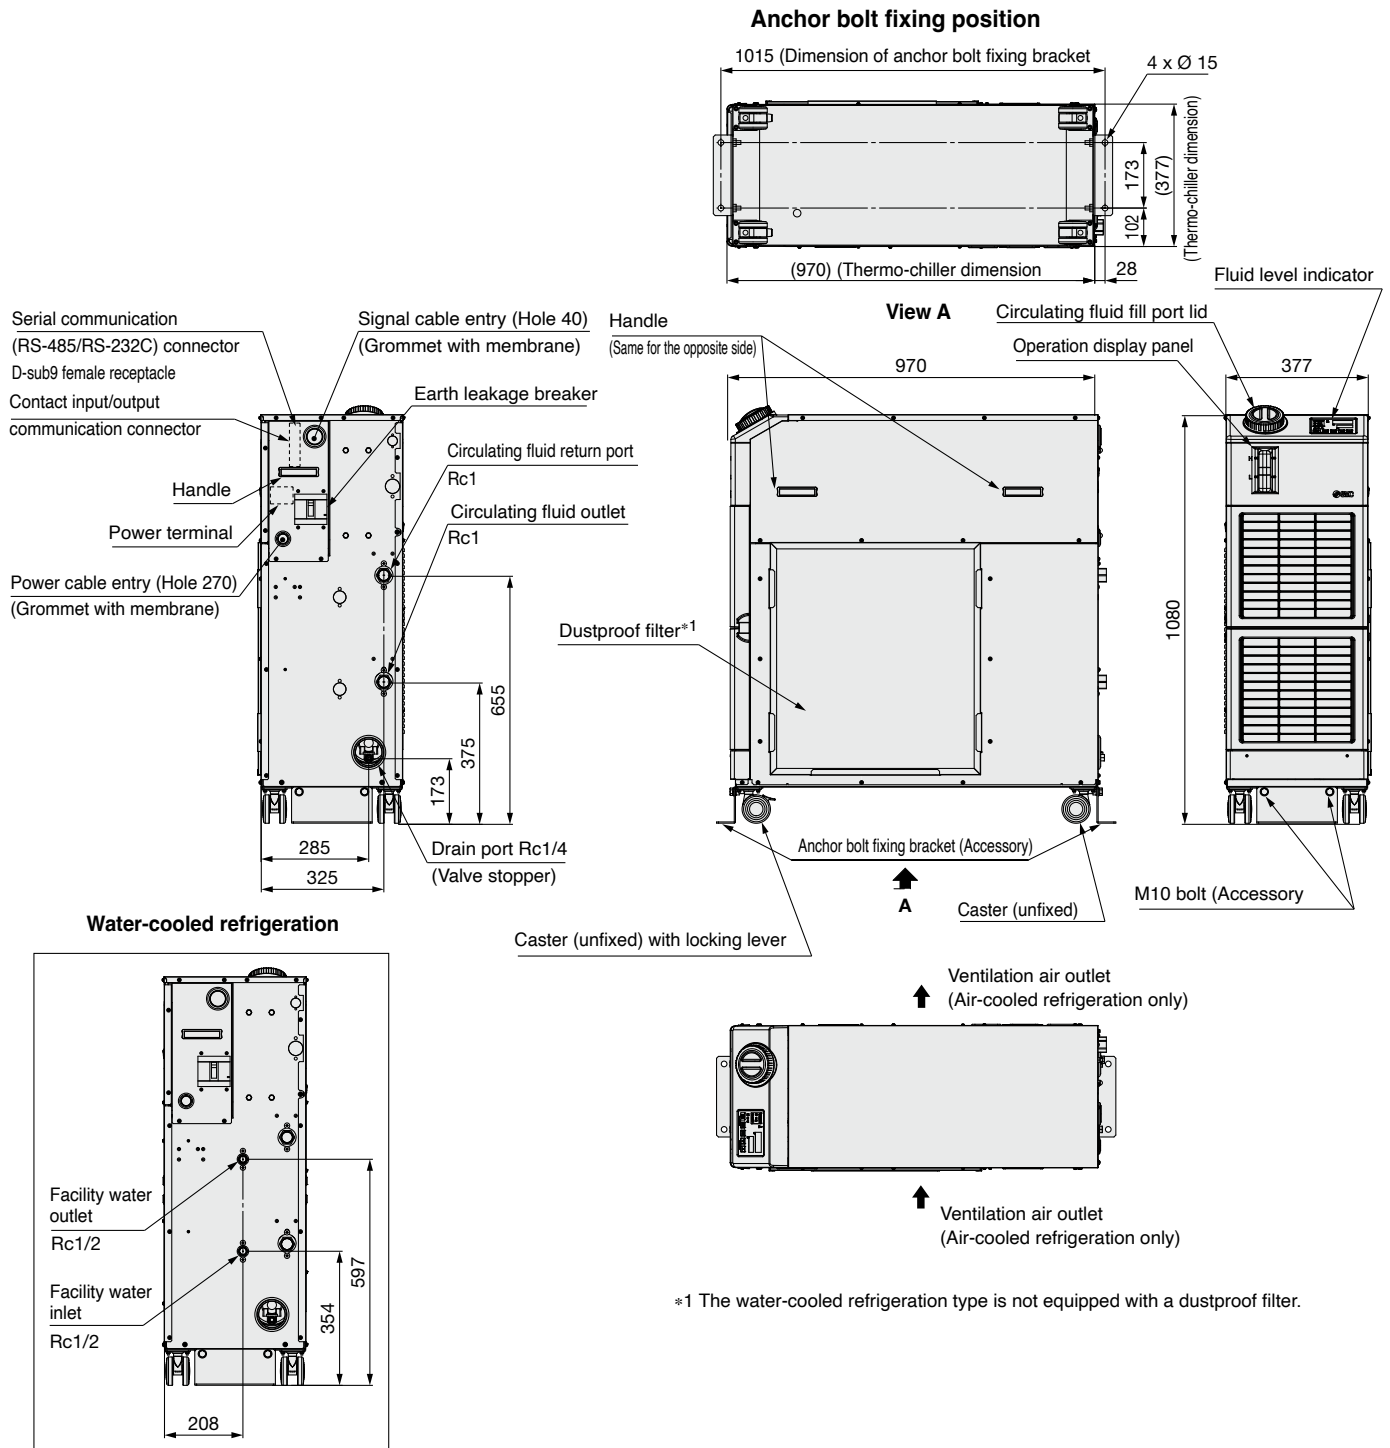 Anchor bolt fixing position
1015 (Dimension of anchor bolt fixing bracket
4 x Ø 15
173
(377)
(Thermo-chiller dimension)
102
(970) (Thermo-chiller dimension
28
View A
Serial communication
(RS-485/RS-232C) connector
D-sub9 female receptacle
Contact input/output
communication connector
Handle
Power terminal
Power cable entry (Hole 270)
(Grommet with membrane)
Signal cable entry (Hole 40)
(Grommet with membrane)
Earth leakage breaker
Circulating fluid return port
Rc1
Circulating fluid outlet
Rc1
655
375
173
285
325
Drain port Rc1/4
(Valve stopper)
Handle
(Same for the opposite side)
970
Dustproof filter*1
Anchor bolt fixing bracket (Accessory)
A
Caster (unfixed)
Caster (unfixed) with locking lever
Fluid level indicator
Circulating fluid fill port lid
Operation display panel
377
H
L
SMC
1080
M10 bolt (Accessory
Water-cooled refrigeration
Facility water
outlet
Rc1/2
Facility water
inlet
Rc1/2
597
354
208
Ventilation air outlet
(Air-cooled refrigeration only)
Ventilation air outlet
(Air-cooled refrigeration only)
*1 The water-cooled refrigeration type is not equipped with a dustproof filter.